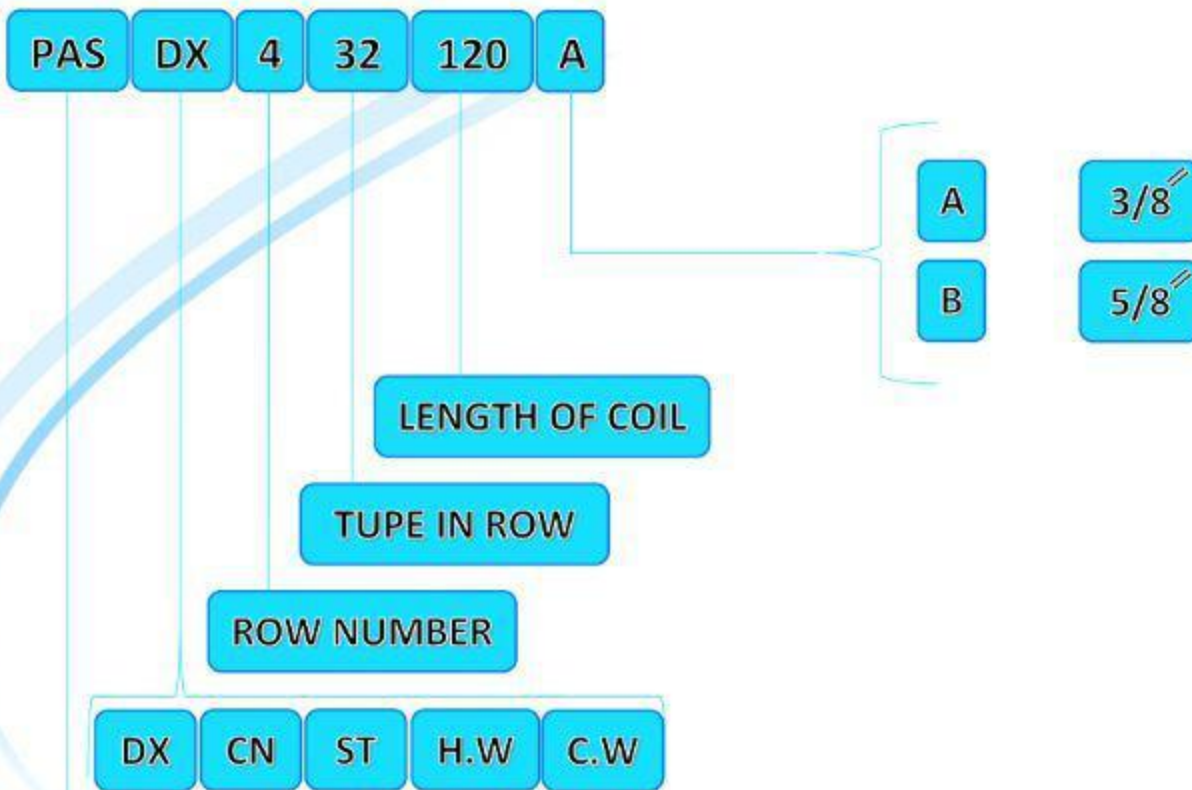 PAS DX 4 32 120 A
A 3/8"
B 5/8"
LENGTH OF COIL
TUPE IN ROW
ROW NUMBER
DX CN ST H.W C.W